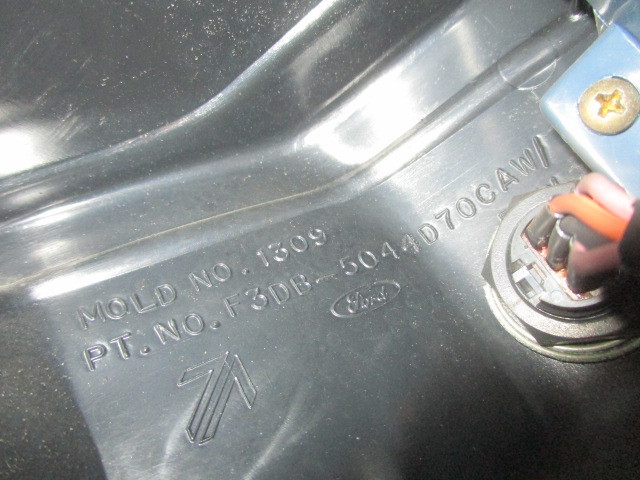 MOLD NO. 1309
PT. NO. F3DB-5044D70CAW/
Ford